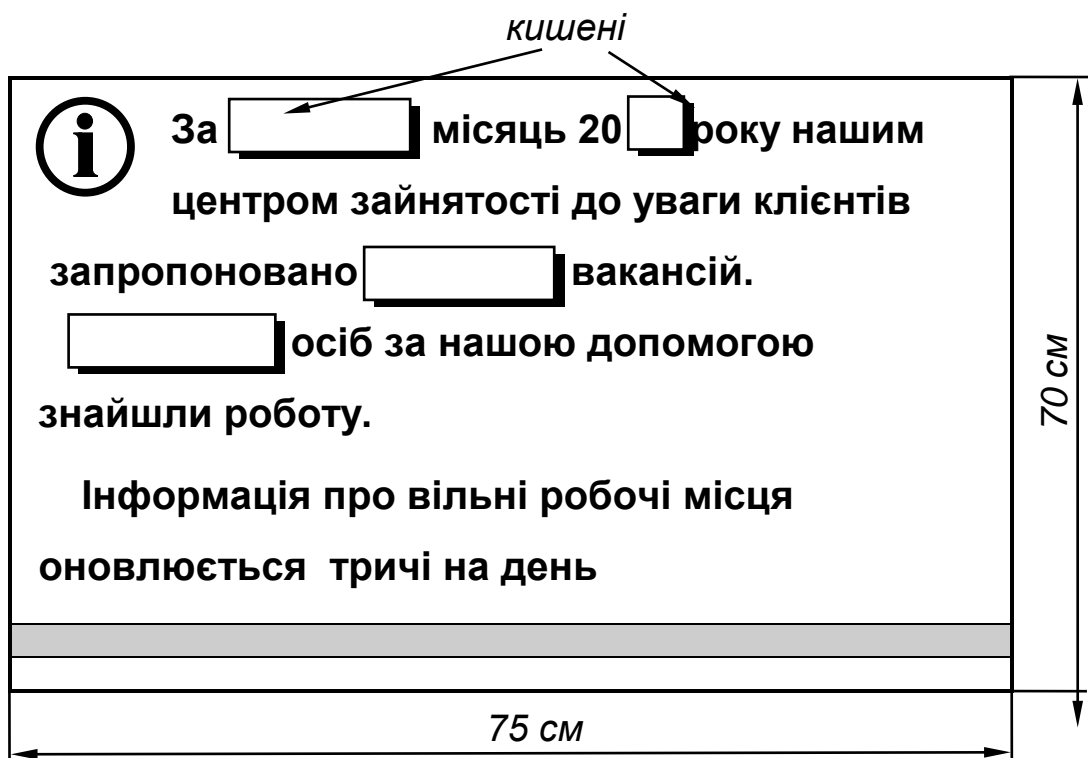 кишені
За місяць 20 року нашим
центром зайнятості до уваги клієнтів
запропоновано вакансій.
осіб за нашою допомогою
знайшли роботу.
Інформація про вільні робочі місця
оновлюється тричі на день
70 см
75 см